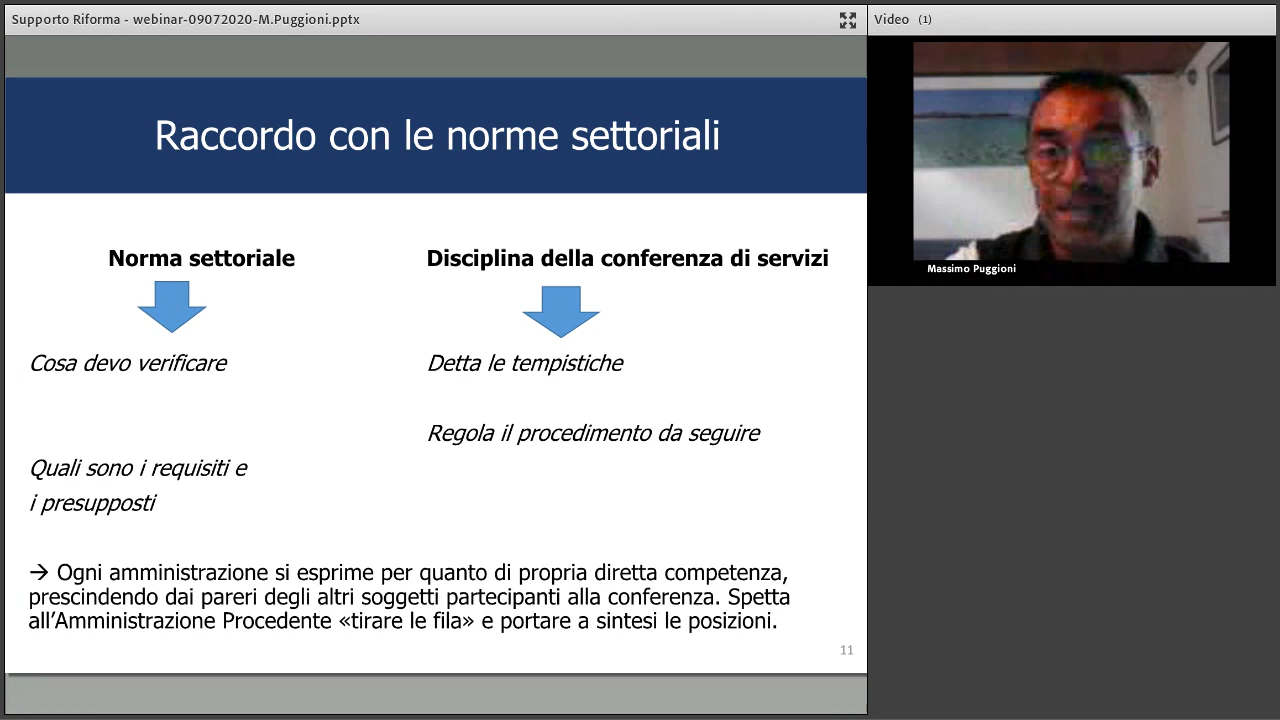 Supporto Riforma - webinar-09072020-M.Puggioni.pptx
Video (1)
Massimo Puggioni
Raccordo con le norme settoriali
Norma settoriale
Disciplina della conferenza di servizi
Cosa devo verificare
Detta le tempistiche
Regola il procedimento da seguire
Quali sono i requisiti e
i presupposti
→ Ogni amministrazione si esprime per quanto di propria diretta competenza,
prescindendo dai pareri degli altri soggetti partecipanti alla conferenza. Spetta
all’Amministrazione Procedente «tirare le fila» e portare a sintesi le posizioni.
11